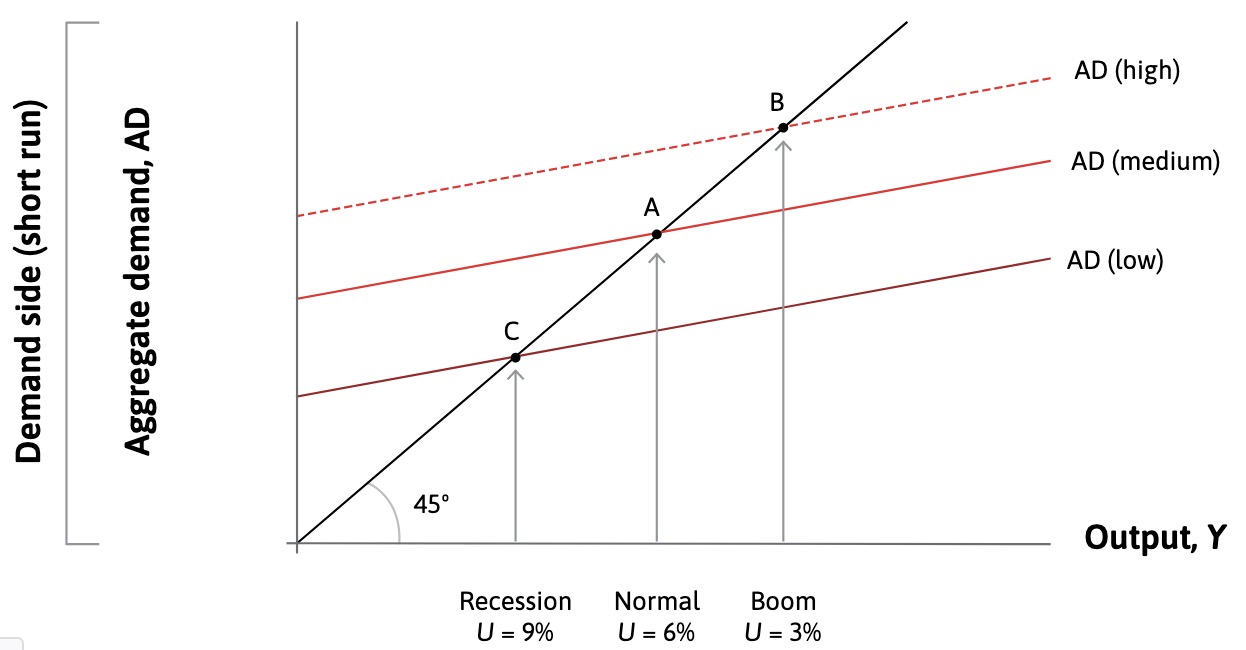 Demand side (short run)
Aggregate demand, AD
AD (high)
B
AD (medium)
A
AD (low)
C
45°
Output, Y
Recession
U = 9%
Normal
U = 6%
Boom
U = 3%